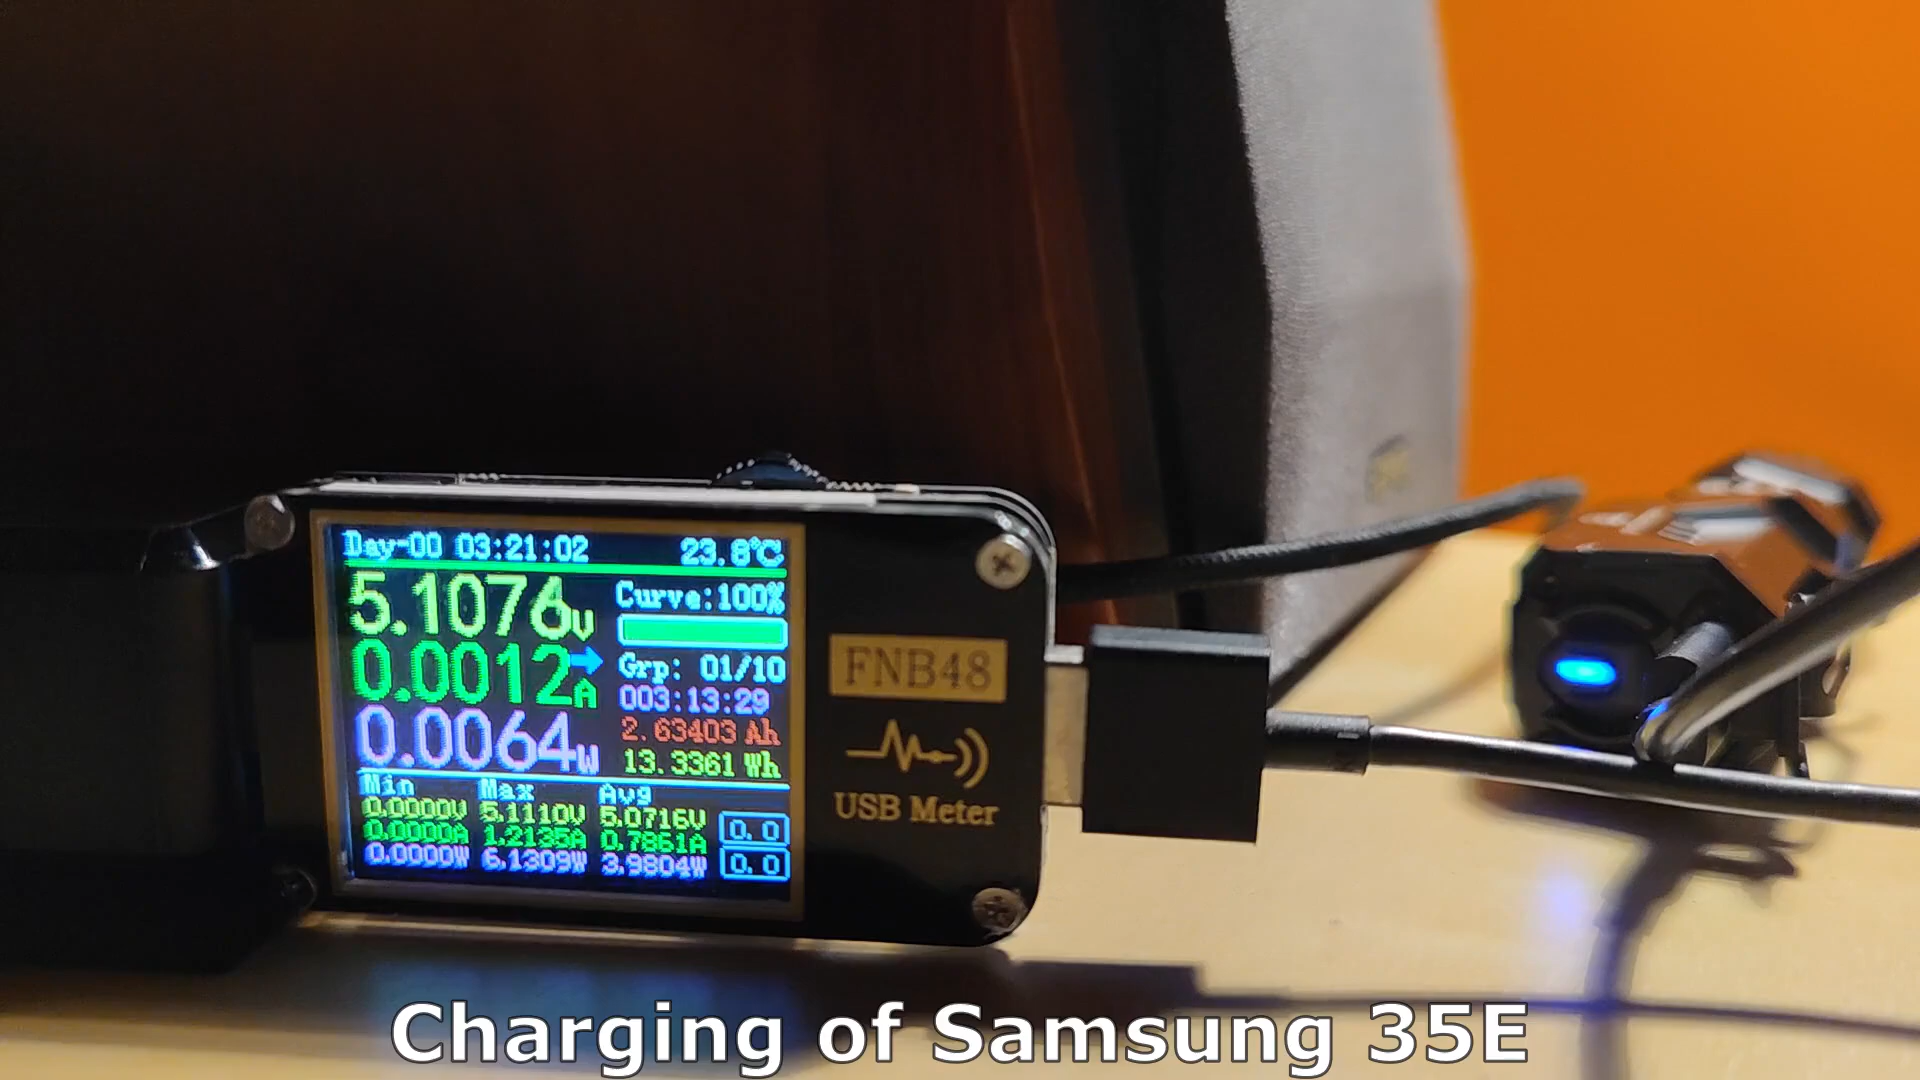 Day-00 03:21:02 23.8℃
5.1076V
0.0012A
0.0064W
Curve:100%
Grp: 01/10
003:13:29
2.63403 Ah
13.3361 Wh
Min Max Avg
0.0000V 5.1110V 5.0716V
0.0000A 1.2135A 0.7861A
0.0000W 6.1309W 3.9804W
0.0
0.0
FNB48
USB Meter
Charging of Samsung 35E